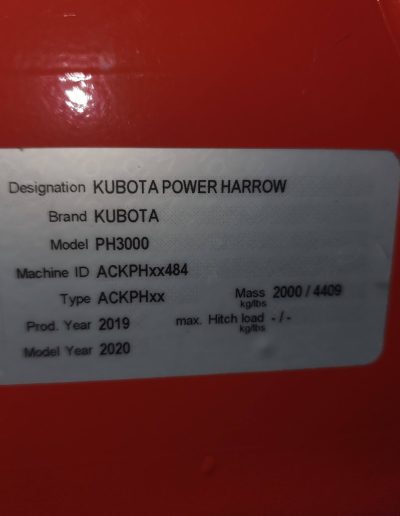 Designation KUBOTA POWER HARROW
Brand KUBOTA
Model PH3000
Machine ID ACKPHxx484
Type ACKPHxx Mass kg/lbs 2000 / 4409
Prod. Year 2019 max. Hitch load kg/lbs - / -
Model Year 2020